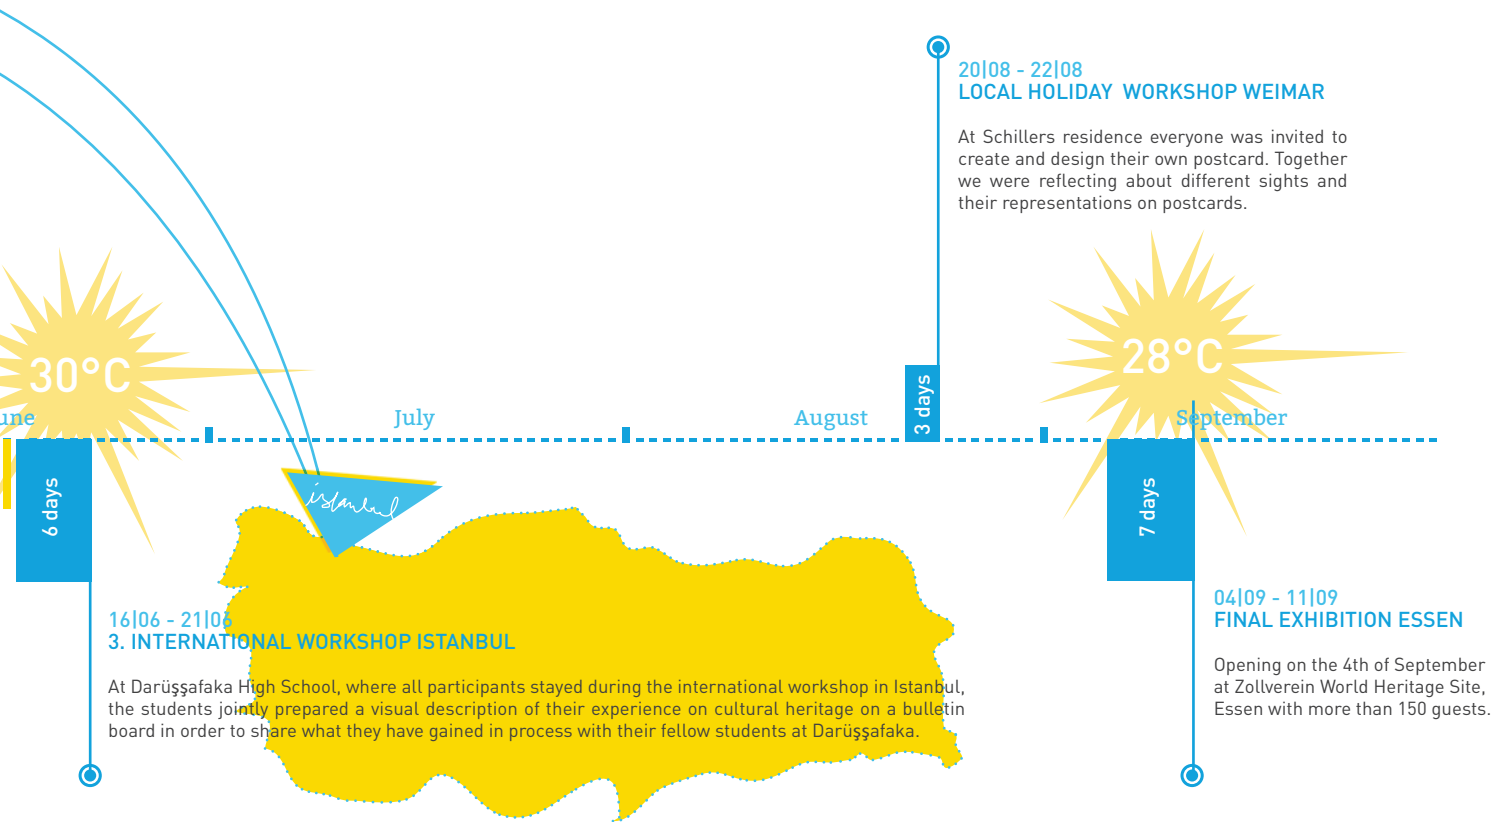 20|08 - 22|08
LOCAL HOLIDAY WORKSHOP WEIMAR
At Schillers residence everyone was invited to
create and design their own postcard. Together
we were reflecting about different sights and
their representations on postcards.
30°C
28°C
une
July
August
September
3 days
6 days
7 days
istanbul
16|06 - 21|06
3. INTERNATIONAL WORKSHOP ISTANBUL
At Darüşşafaka High School, where all participants stayed during the international workshop in Istanbul,
the students jointly prepared a visual description of their experience on cultural heritage on a bulletin
board in order to share what they have gained in process with their fellow students at Darüşşafaka.
04|09 - 11|09
FINAL EXHIBITION ESSEN
Opening on the 4th of September
at Zollverein World Heritage Site,
Essen with more than 150 guests.